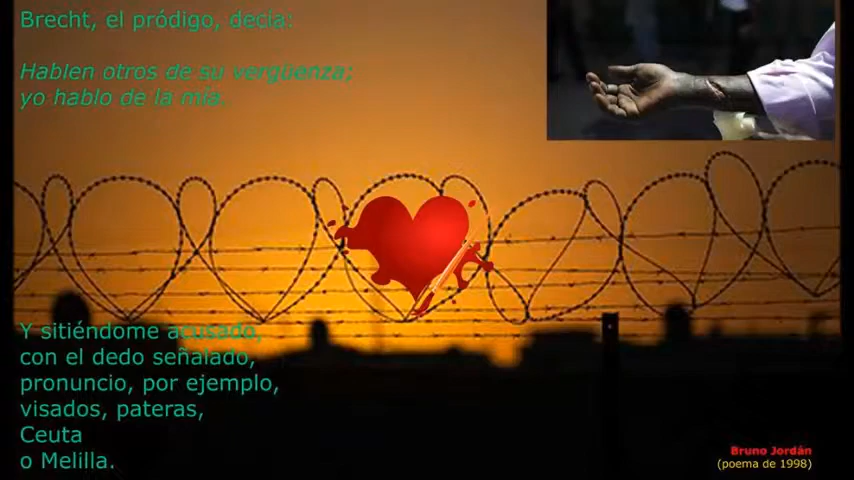 Brecht, el pródigo, decía:
Hablen otros de su vergüenza;
yo hablo de la mía.
Y sitiéndome acusado,
con el dedo señalado,
pronuncio, por ejemplo,
visados, pateras,
Ceuta
o Melilla.
Bruno Jordán
(poema de 1998)